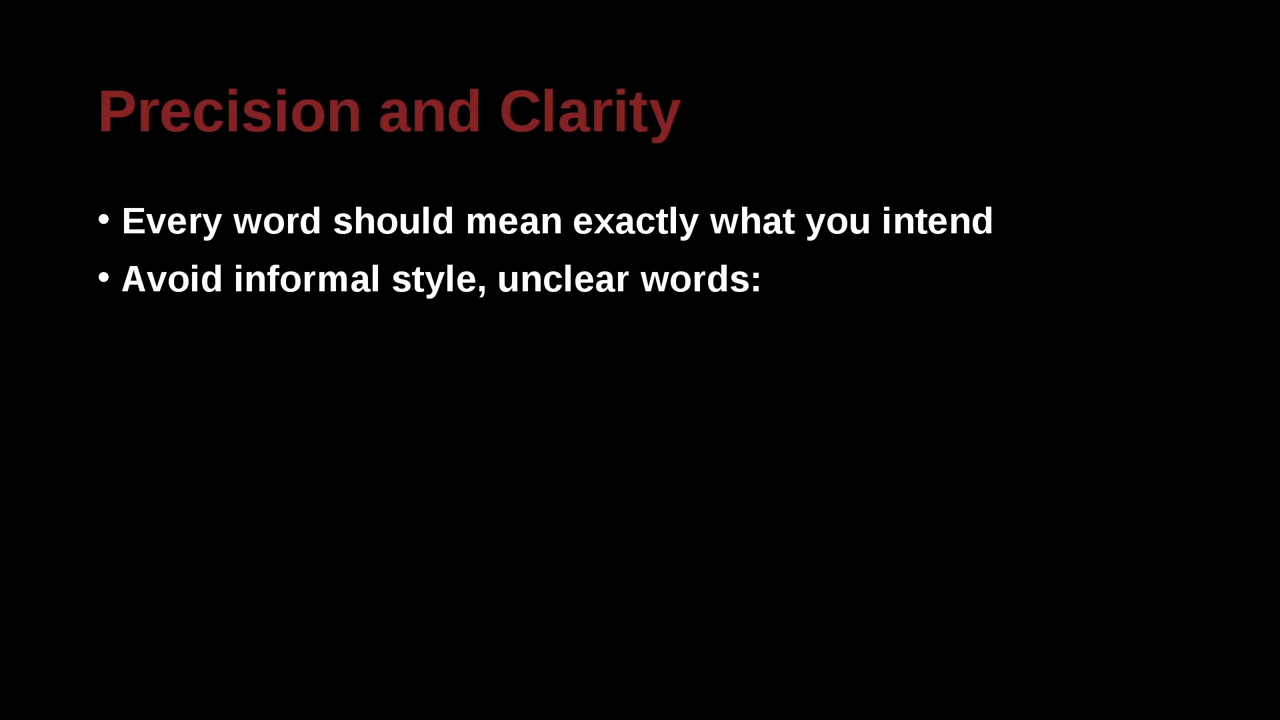 Precision and Clarity
• Every word should mean exactly what you intend
• Avoid informal style, unclear words: